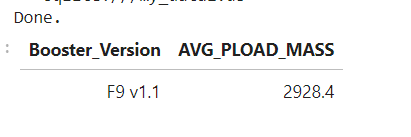 Done.
Booster_Version AVG_PLOAD_MASS
F9 v1.1 2928.4